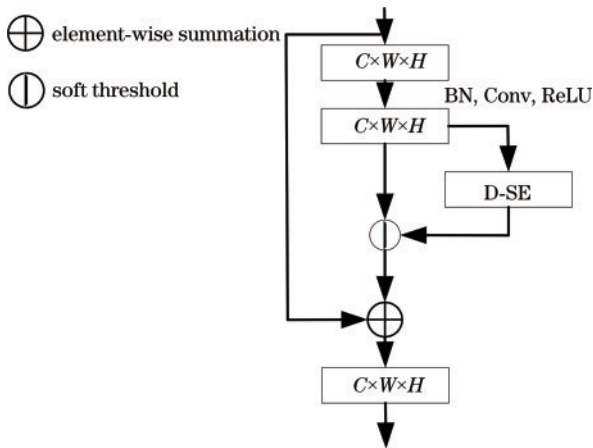 element-wise summation
soft threshold
C×W×H
BN, Conv, ReLU
C×W×H
D-SE
C×W×H